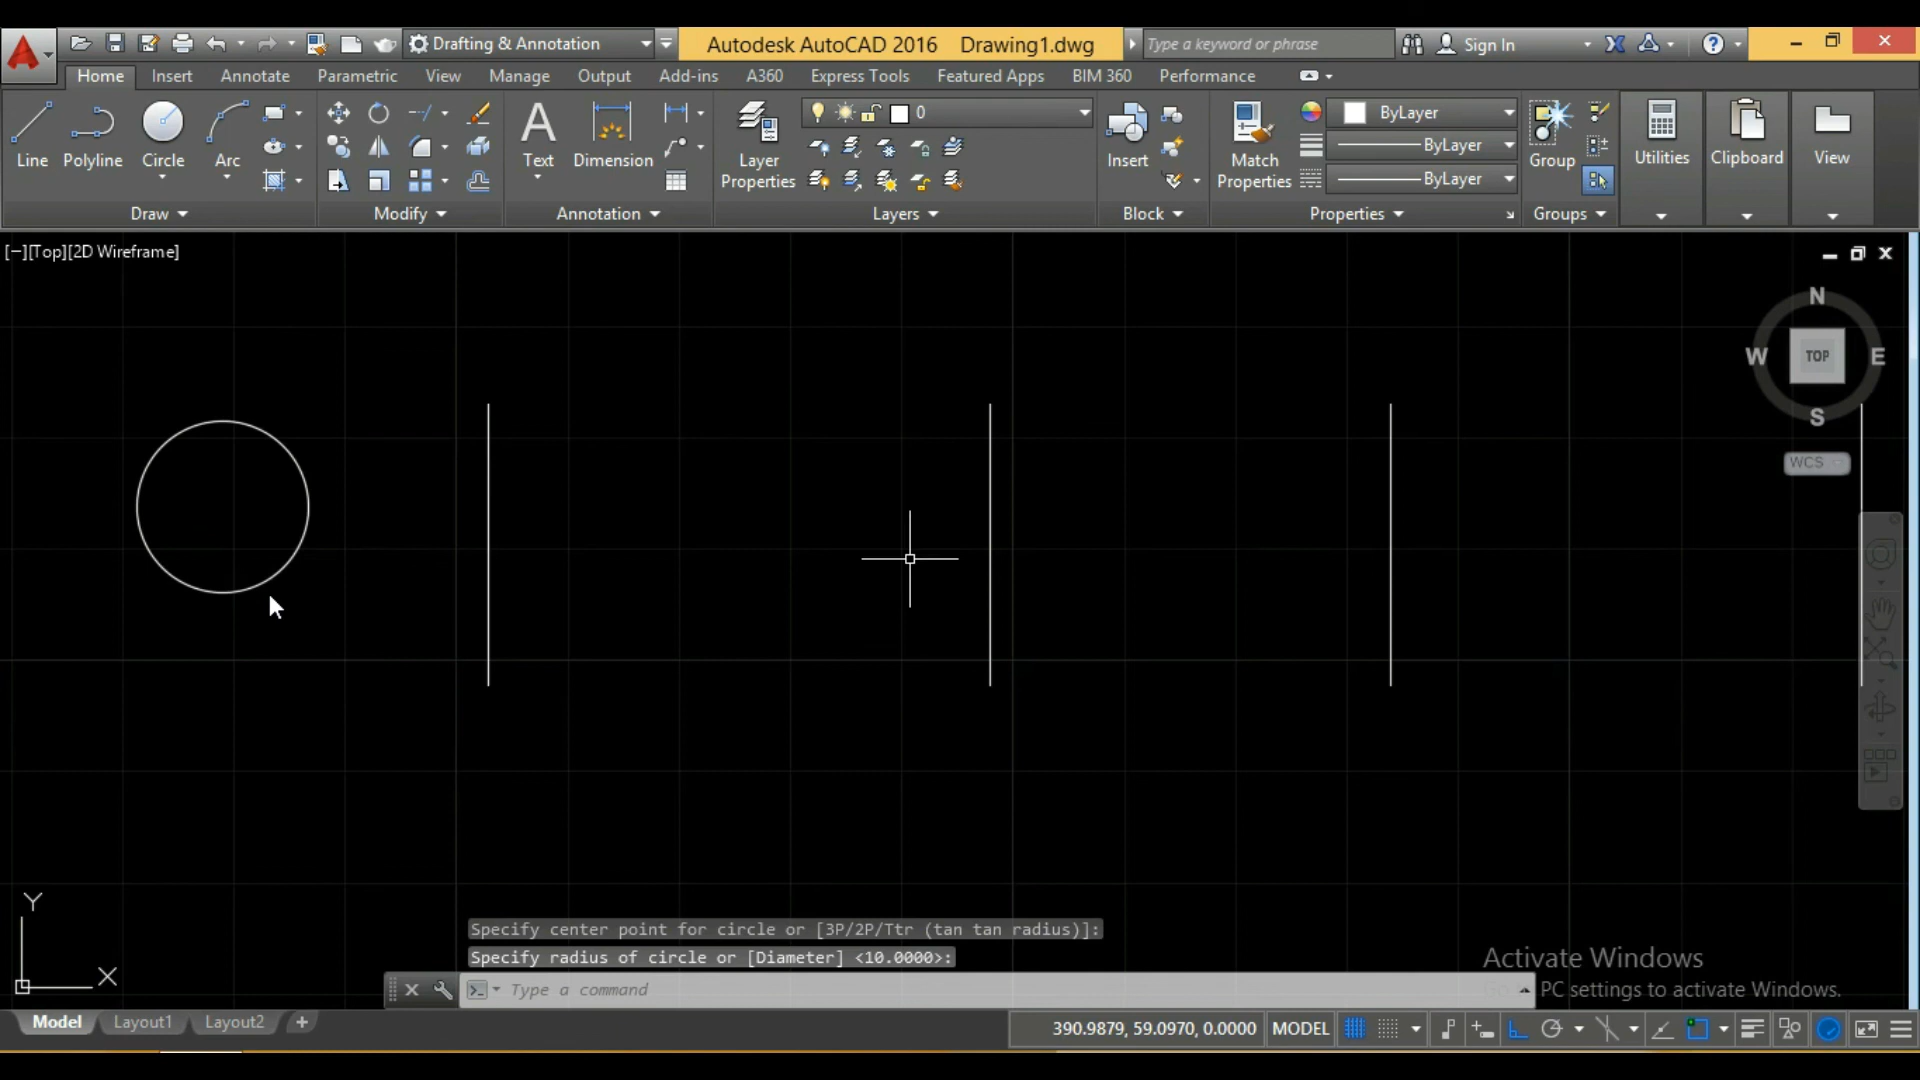 Drafting & Annotation
Autodesk AutoCAD 2016 Drawing1.dwg
Type a keyword or phrase
Sign In
Home Insert Annotate Parametric View Manage Output Add-ins A360 Express Tools Featured Apps BIM 360 Performance
0
ByLayer
ByLayer
ByLayer
Line Polyline Circle Arc
Text Dimension
Layer Properties
Insert
Match Properties
Group
Utilities Clipboard View
Draw Modify Annotation Layers Block Properties Groups
[−][Top][2D Wireframe]
N
W TOP E
S
WCS
Y
X
Specify center point for circle or [3P/2P/Ttr (tan tan radius)]:
Specify radius of circle or [Diameter] <10.0000>:
Type a command
Activate Windows
PC settings to activate Windows.
Model Layout1 Layout2 +
390.9879, 59.0970, 0.0000 MODEL